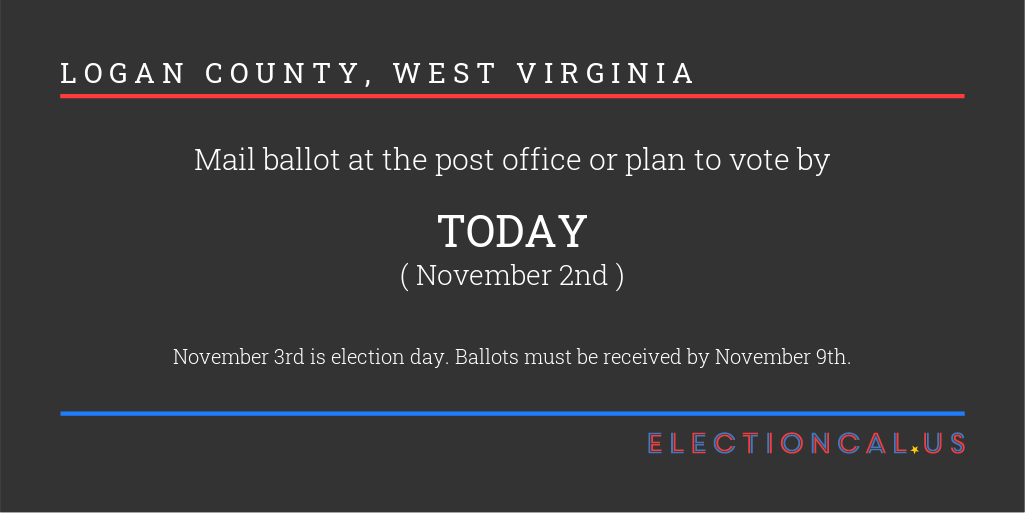 LOGAN COUNTY, WEST VIRGINIA
Mail ballot at the post office or plan to vote by
TODAY
( November 2nd )
November 3rd is election day. Ballots must be received by November 9th.
ELECTIONCAL.US